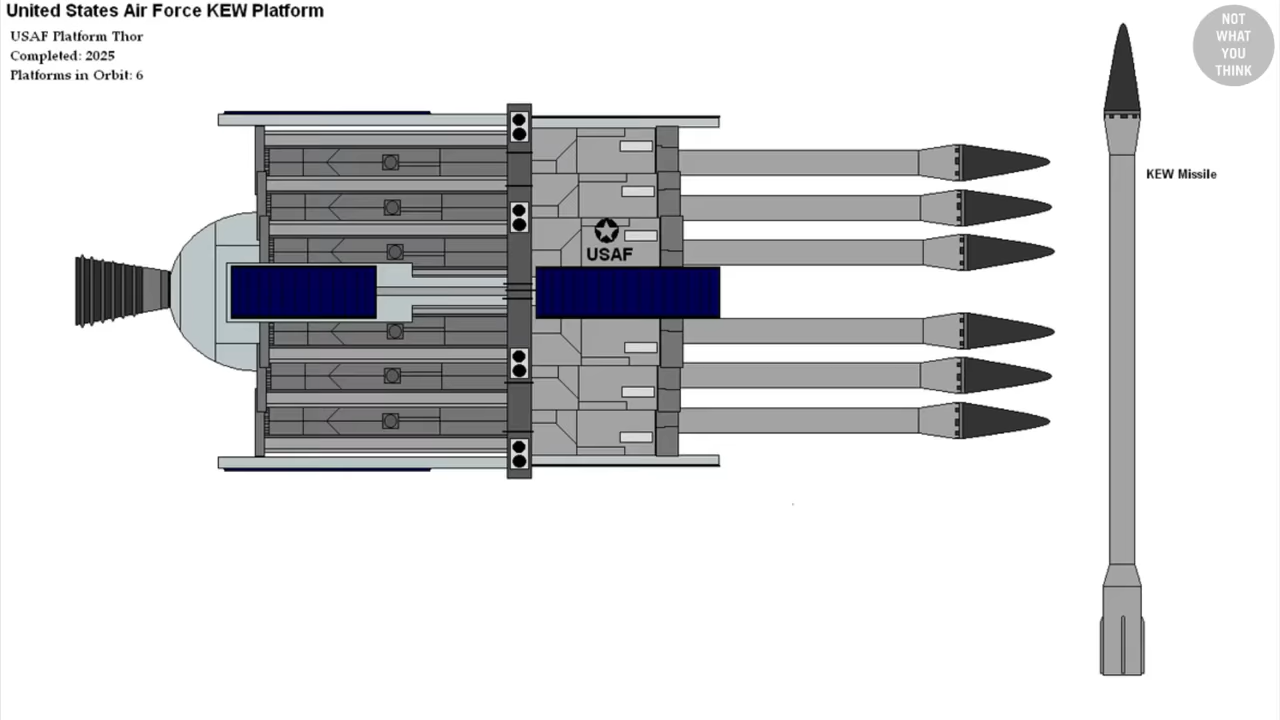 United States Air Force KEW Platform
USAF Platform Thor
Completed: 2025
Platforms in Orbit: 6
NOT
WHAT
YOU
THINK
KEW Missile
USAF